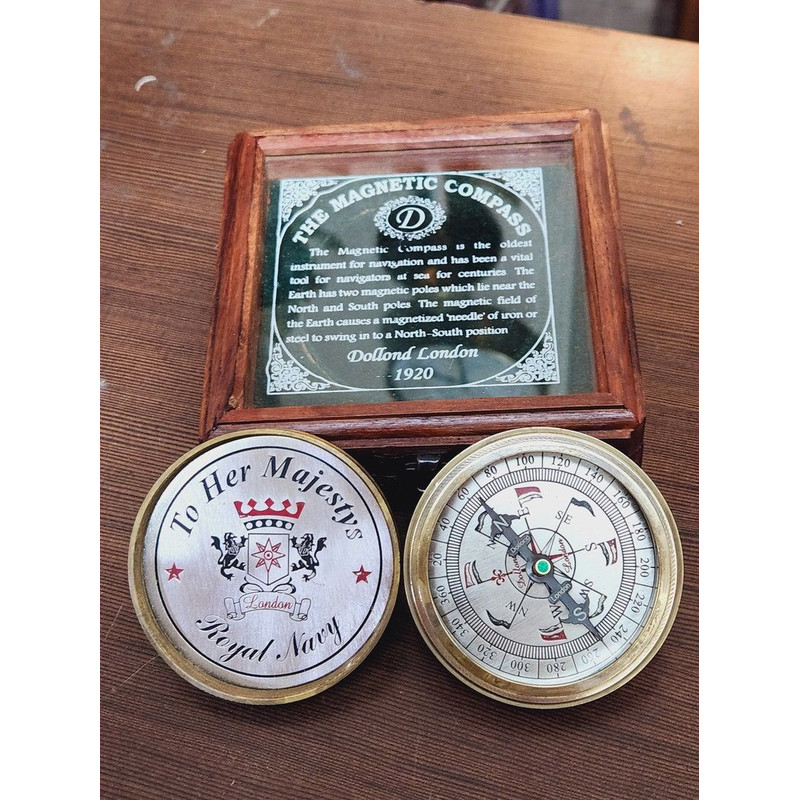 THE MAGNETIC COMPASS
D
The Magnetic Compass is the oldest
instrument for navigation and has been a vital
tool for navigators at sea for centuries The
Earth has two magnetic poles which lie near the
North and South poles. The magnetic field of
the Earth causes a magnetized 'needle' of iron or
steel to swing in to a North-South position
Dollond London
1920
To Her Majestys
London
Royal Navy
20 40 60 80 100 120 140 160 180 200 220 240 260 280 300 320 340 360
N
E
SE
S
W
NW
S
London